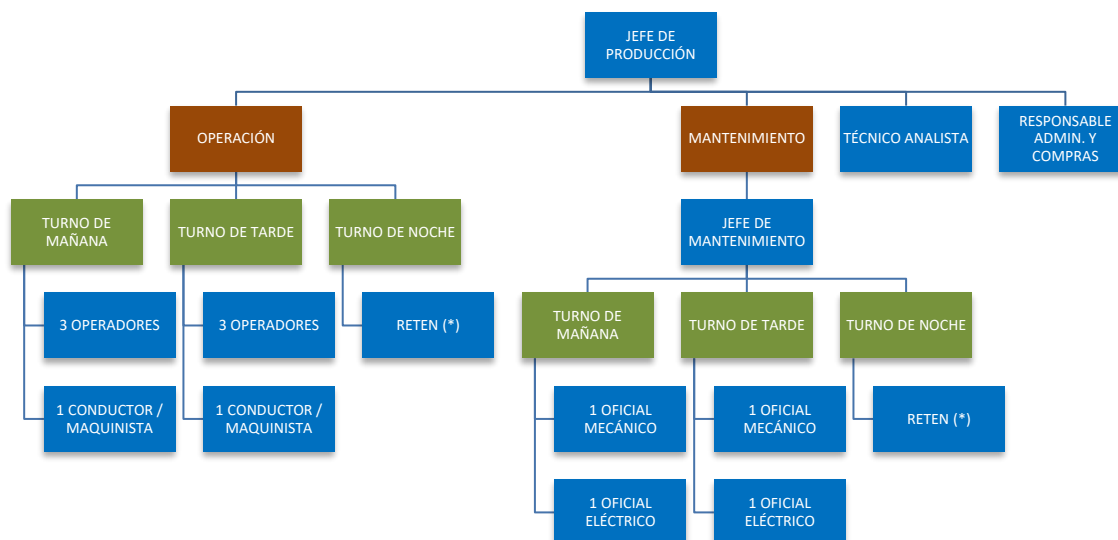 JEFE DE
PRODUCCIÓN
OPERACIÓN
MANTENIMIENTO
TÉCNICO ANALISTA
RESPONSABLE
ADMIN. Y
COMPRAS
TURNO DE
MAÑANA
TURNO DE TARDE
TURNO DE NOCHE
JEFE DE
MANTENIMIENTO
3 OPERADORES
3 OPERADORES
RETEN (*)
TURNO DE
MAÑANA
TURNO DE TARDE
TURNO DE NOCHE
1 CONDUCTOR /
MAQUINISTA
1 CONDUCTOR /
MAQUINISTA
1 OFICIAL
MECÁNICO
1 OFICIAL
MECÁNICO
RETEN (*)
1 OFICIAL
ELÉCTRICO
1 OFICIAL
ELÉCTRICO